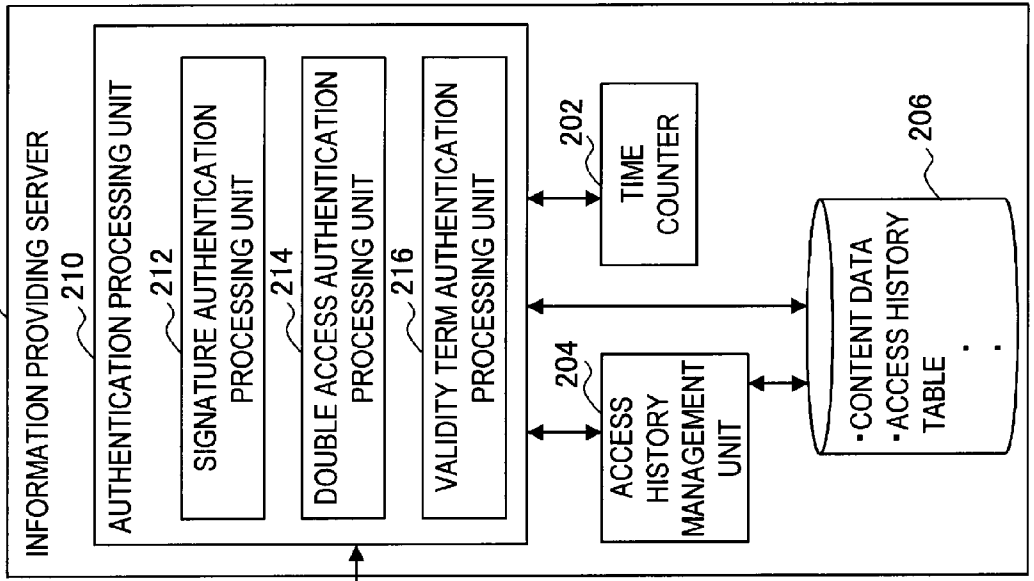 INFORMATION PROVIDING SERVER
210
AUTHENTICATION PROCESSING UNIT
212
SIGNATURE AUTHENTICATION
PROCESSING UNIT
214
DOUBLE ACCESS AUTHENTICATION
PROCESSING UNIT
216
VALIDITY TERM AUTHENTICATION
PROCESSING UNIT
204
ACCESS
HISTORY
MANAGEMENT
UNIT
202
TIME
COUNTER
206
・CONTENT DATA
・ACCESS HISTORY
TABLE
・
・